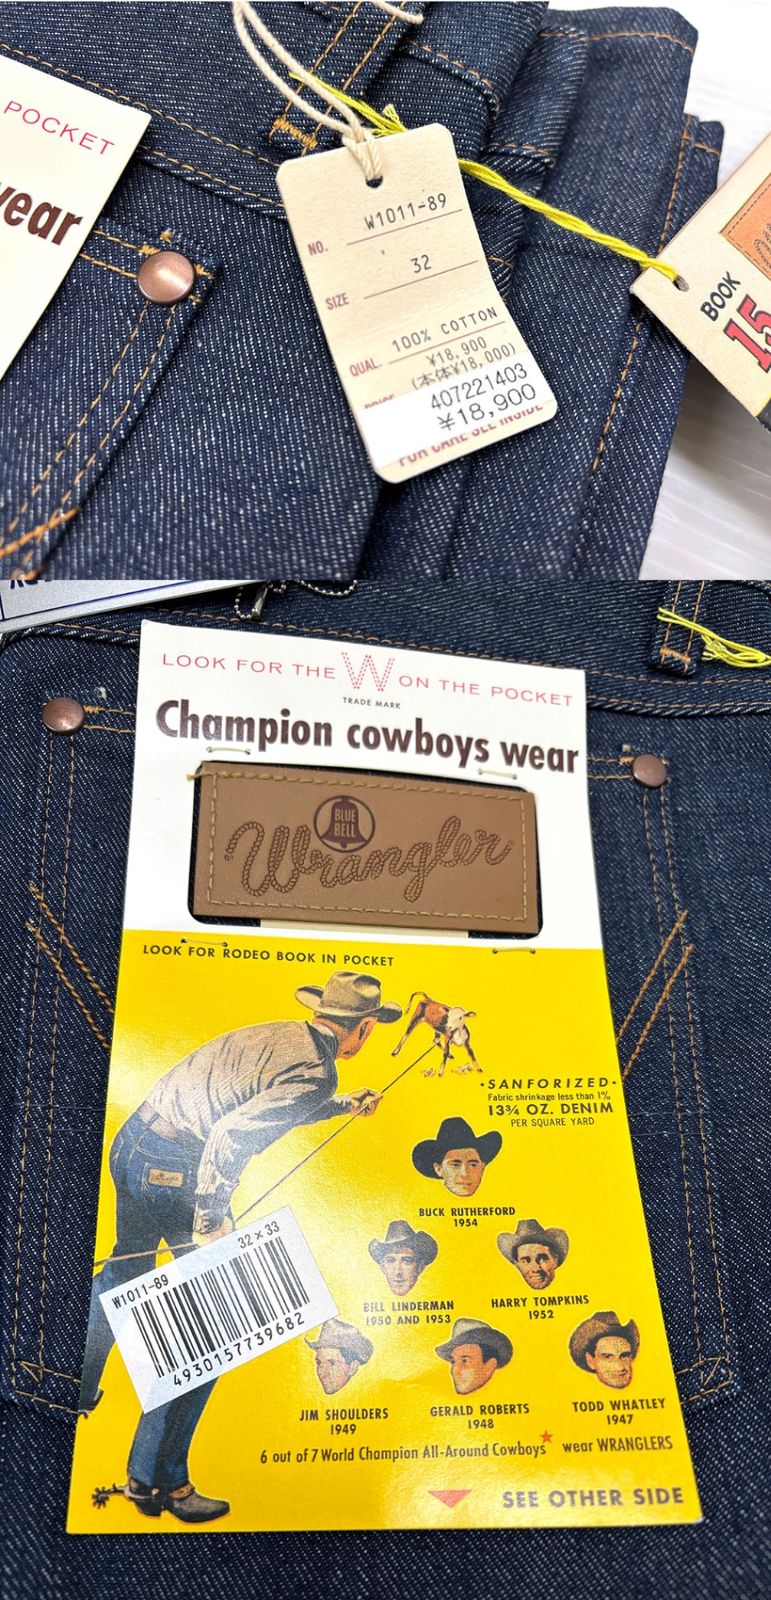 POCKET
wear
NO. W1011-89
SIZE 32
QUAL. 100% COTTON
¥18,900
(本体¥18,000)
407221403
¥18,900
FOR CARE SEE INSIDE
BOOK
15
LOOK FOR THE W ON THE POCKET
TRADE MARK
Champion cowboys wear
BLUE
BELL
Wrangler
LOOK FOR RODEO BOOK IN POCKET
•SANFORIZED•
Fabric shrinkage less than 1%
13¾ OZ. DENIM
PER SQUARE YARD
BUCK RUTHERFORD
1954
BILL LINDERMAN
1950 AND 1953
HARRY TOMPKINS
1952
W1011-89 32×33
4930157739682
JIM SHOULDERS
1949
GERALD ROBERTS
1948
TODD WHATLEY
1947
6 out of 7 World Champion All-Around Cowboys★ wear WRANGLERS
SEE OTHER SIDE